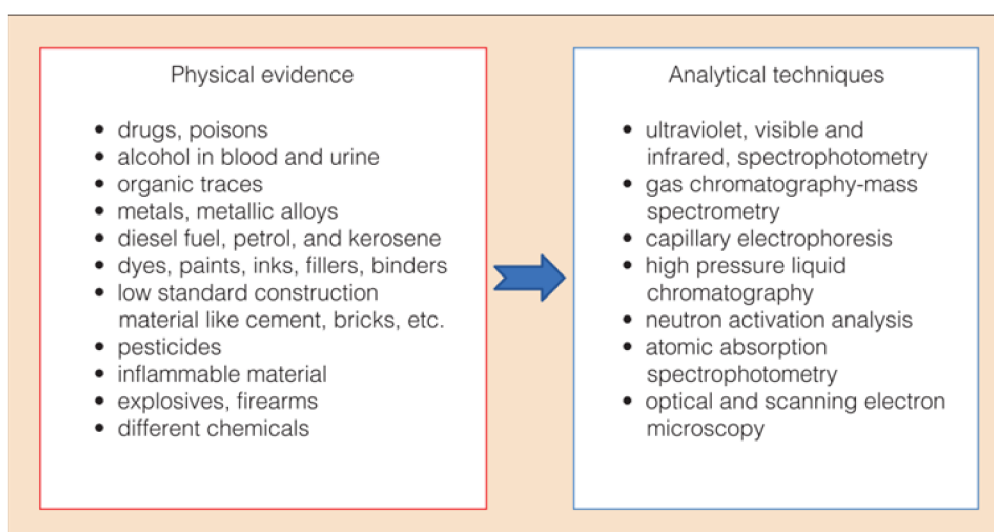 Physical evidence
• drugs, poisons
• alcohol in blood and urine
• organic traces
• metals, metallic alloys
• diesel fuel, petrol, and kerosene
• dyes, paints, inks, fillers, binders
• low standard construction
material like cement, bricks, etc.
• pesticides
• inflammable material
• explosives, firearms
• different chemicals
Analytical techniques
• ultraviolet, visible and
infrared, spectrophotometry
• gas chromatography-mass
spectrometry
• capillary electrophoresis
• high pressure liquid
chromatography
• neutron activation analysis
• atomic absorption
spectrophotometry
• optical and scanning electron
microscopy